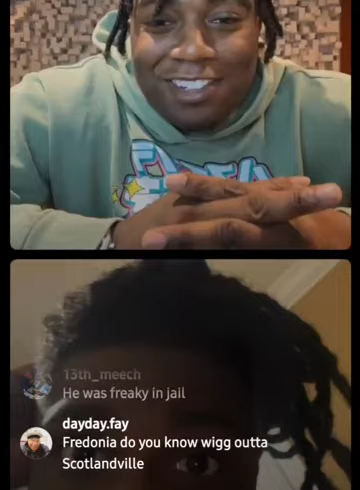 13th_meech
He was freaky in jail
dayday.fay
Fredonia do you know wigg outta
Scotlandville